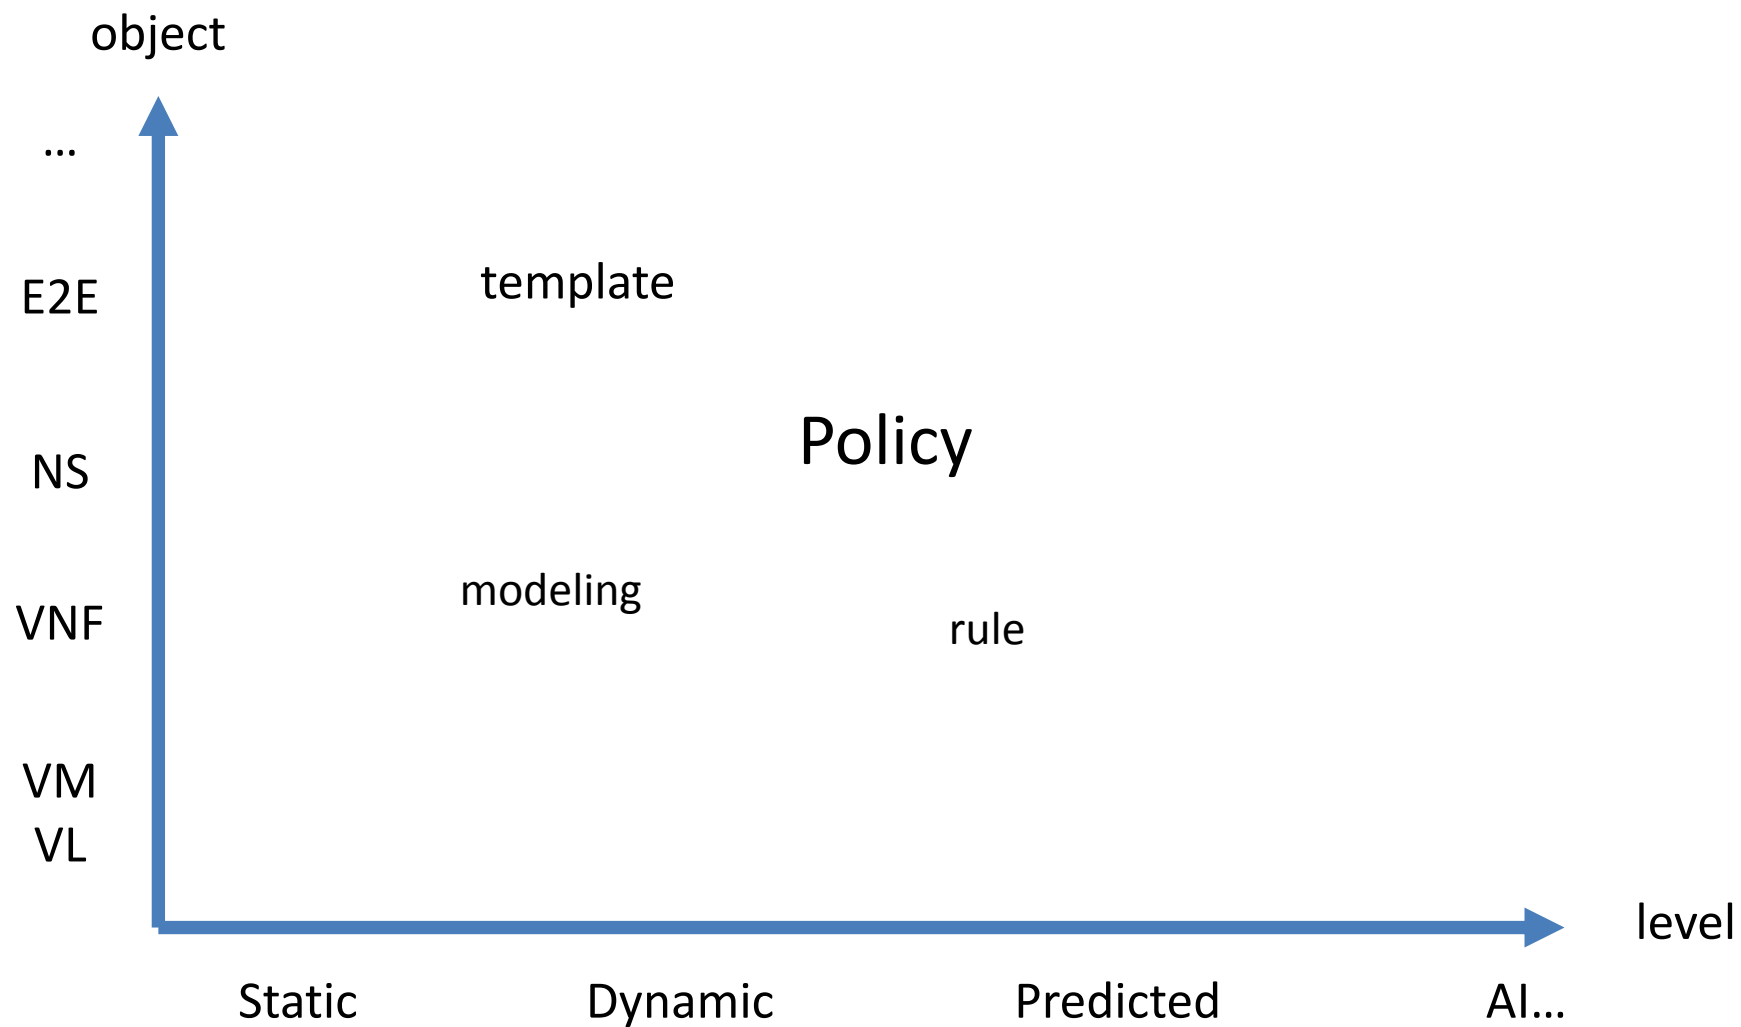 object
…
E2E
template
Policy
NS
modeling
VNF
rule
VM
VL
level
Static Dynamic Predicted AI…